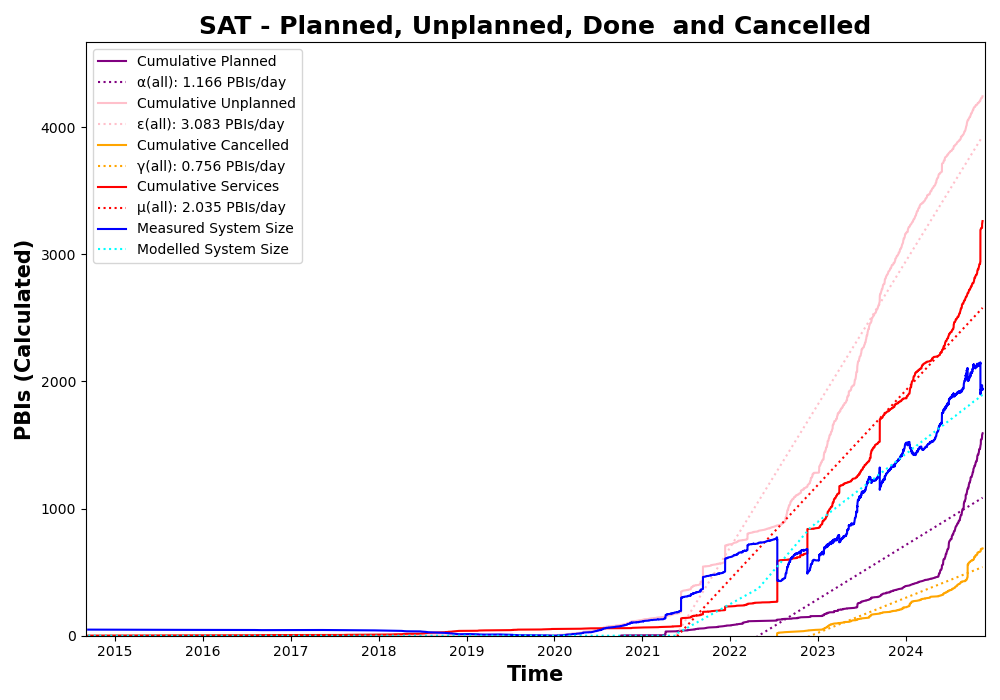 SAT - Planned, Unplanned, Done  and Cancelled
Cumulative Planned
α(all): 1.166 PBIs/day
Cumulative Unplanned
ε(all): 3.083 PBIs/day
Cumulative Cancelled
γ(all): 0.756 PBIs/day
Cumulative Services
μ(all): 2.035 PBIs/day
Measured System Size
Modelled System Size
PBIs (Calculated)
4000
3000
2000
1000
0
2015 2016 2017 2018 2019 2020 2021 2022 2023 2024
Time